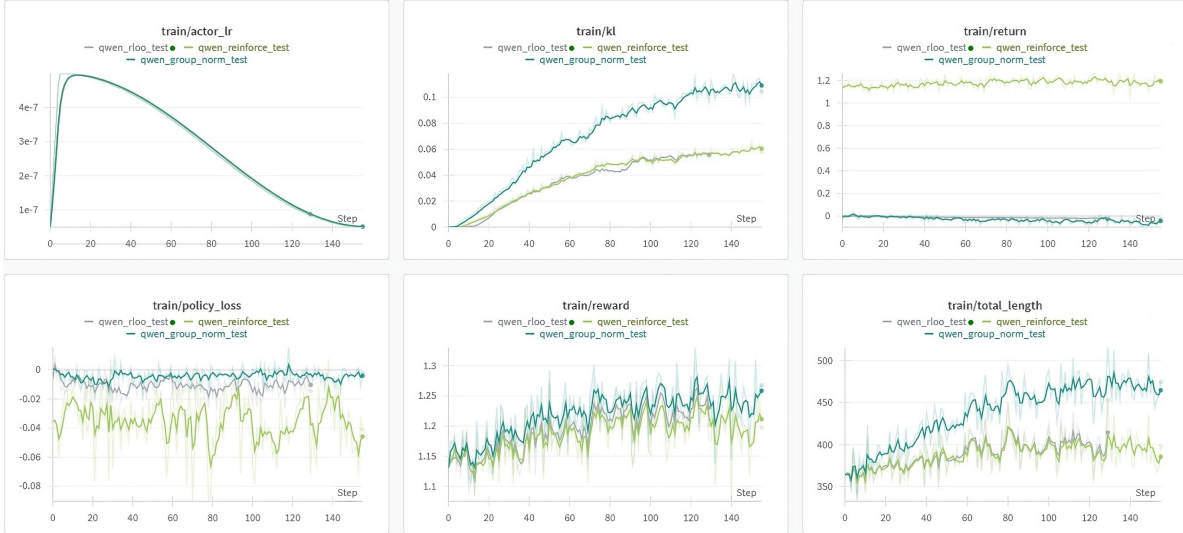 train/actor_lr
qwen_rloo_test qwen_reinforce_test
qwen_group_norm_test
4e-7
3e-7
2e-7
1e-7
Step
0 20 40 60 80 100 120 140
train/kl
qwen_rloo_test qwen_reinforce_test
qwen_group_norm_test
0.1
0.08
0.06
0.04
0.02
0
Step
0 20 40 60 80 100 120 140
train/return
qwen_rloo_test qwen_reinforce_test
qwen_group_norm_test
1.2
1
0.8
0.6
0.4
0.2
0
Step
0 20 40 60 80 100 120 140
train/policy_loss
qwen_rloo_test qwen_reinforce_test
qwen_group_norm_test
0
-0.02
-0.04
-0.06
-0.08
Step
0 20 40 60 80 100 120 140
train/reward
qwen_rloo_test qwen_reinforce_test
qwen_group_norm_test
1.3
1.25
1.2
1.15
1.1
Step
0 20 40 60 80 100 120 140
train/total_length
qwen_rloo_test qwen_reinforce_test
qwen_group_norm_test
500
450
400
350
Step
0 20 40 60 80 100 120 140